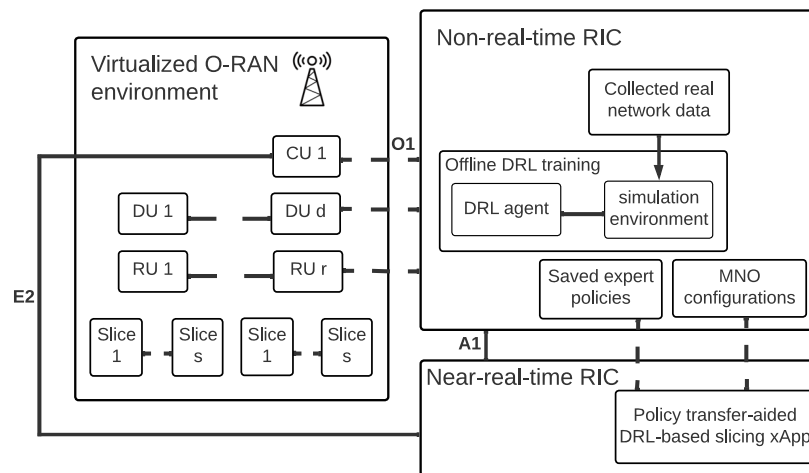 Virtualized O-RAN
environment
CU 1
DU 1
DU d
RU 1
RU r
Slice
1
Slice
s
Slice
1
Slice
s
E2
O1
A1
Non-real-time RIC
Collected real
network data
Offline DRL training
DRL agent
simulation
environment
Saved expert
policies
MNO
configurations
Near-real-time RIC
Policy transfer-aided
DRL-based slicing xApp